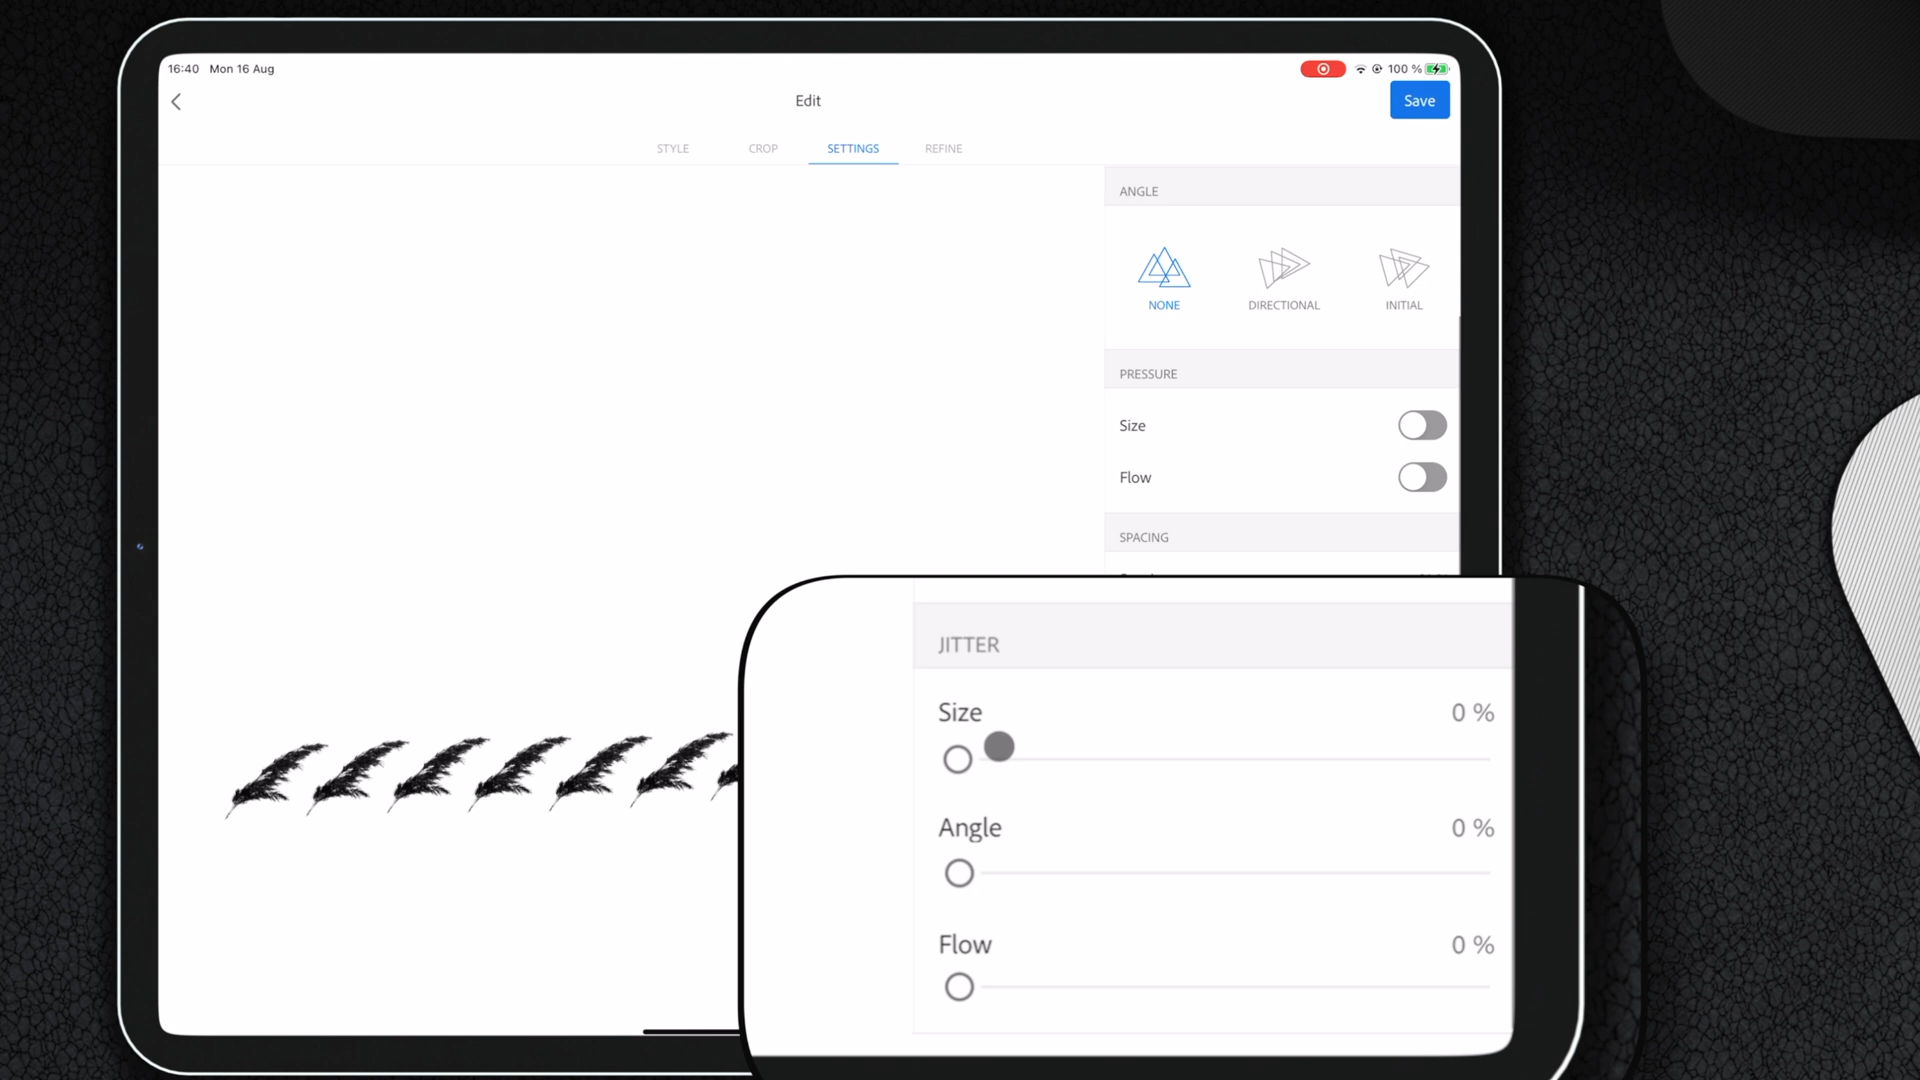 16:40 Mon 16 Aug
100 %
Edit
Save
STYLE CROP SETTINGS REFINE
ANGLE
NONE DIRECTIONAL INITIAL
PRESSURE
Size
Flow
SPACING
JITTER
Size 0 %
Angle 0 %
Flow 0 %